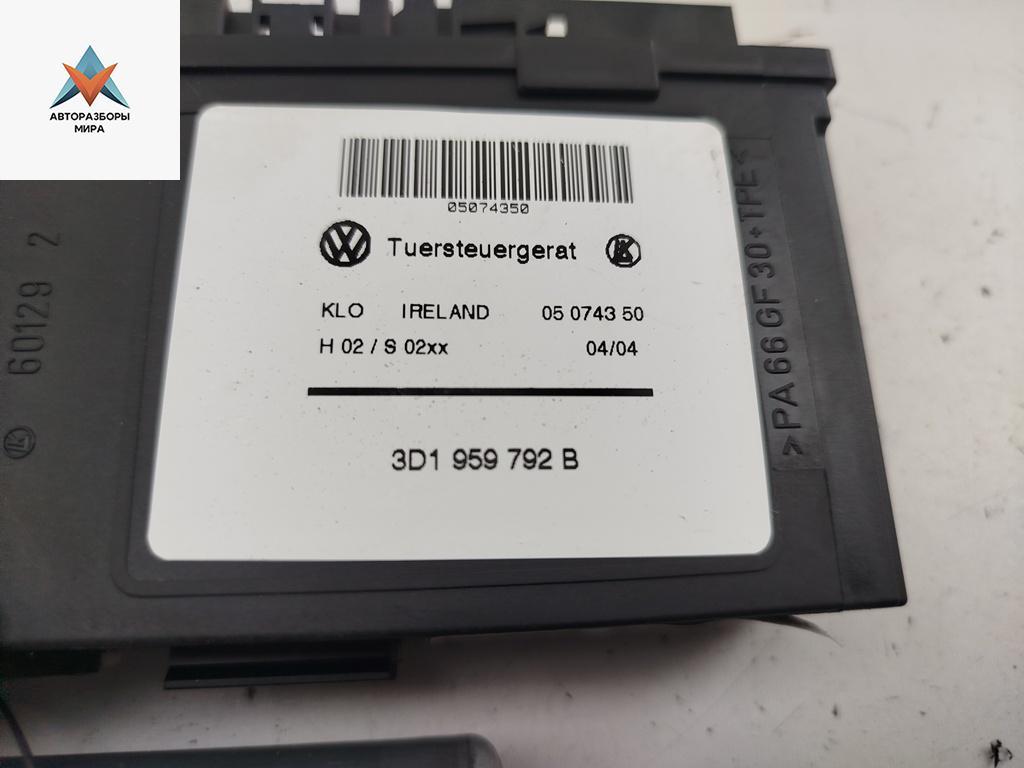 АВТОРАЗБОРЫ
МИРА
05074350
Tuersteuergerat
KLO IRELAND 05 0743 50
H 02 / S 02xx 04/04
3D1 959 792 B
60129 2
>PA 66 GF 30+TPE<